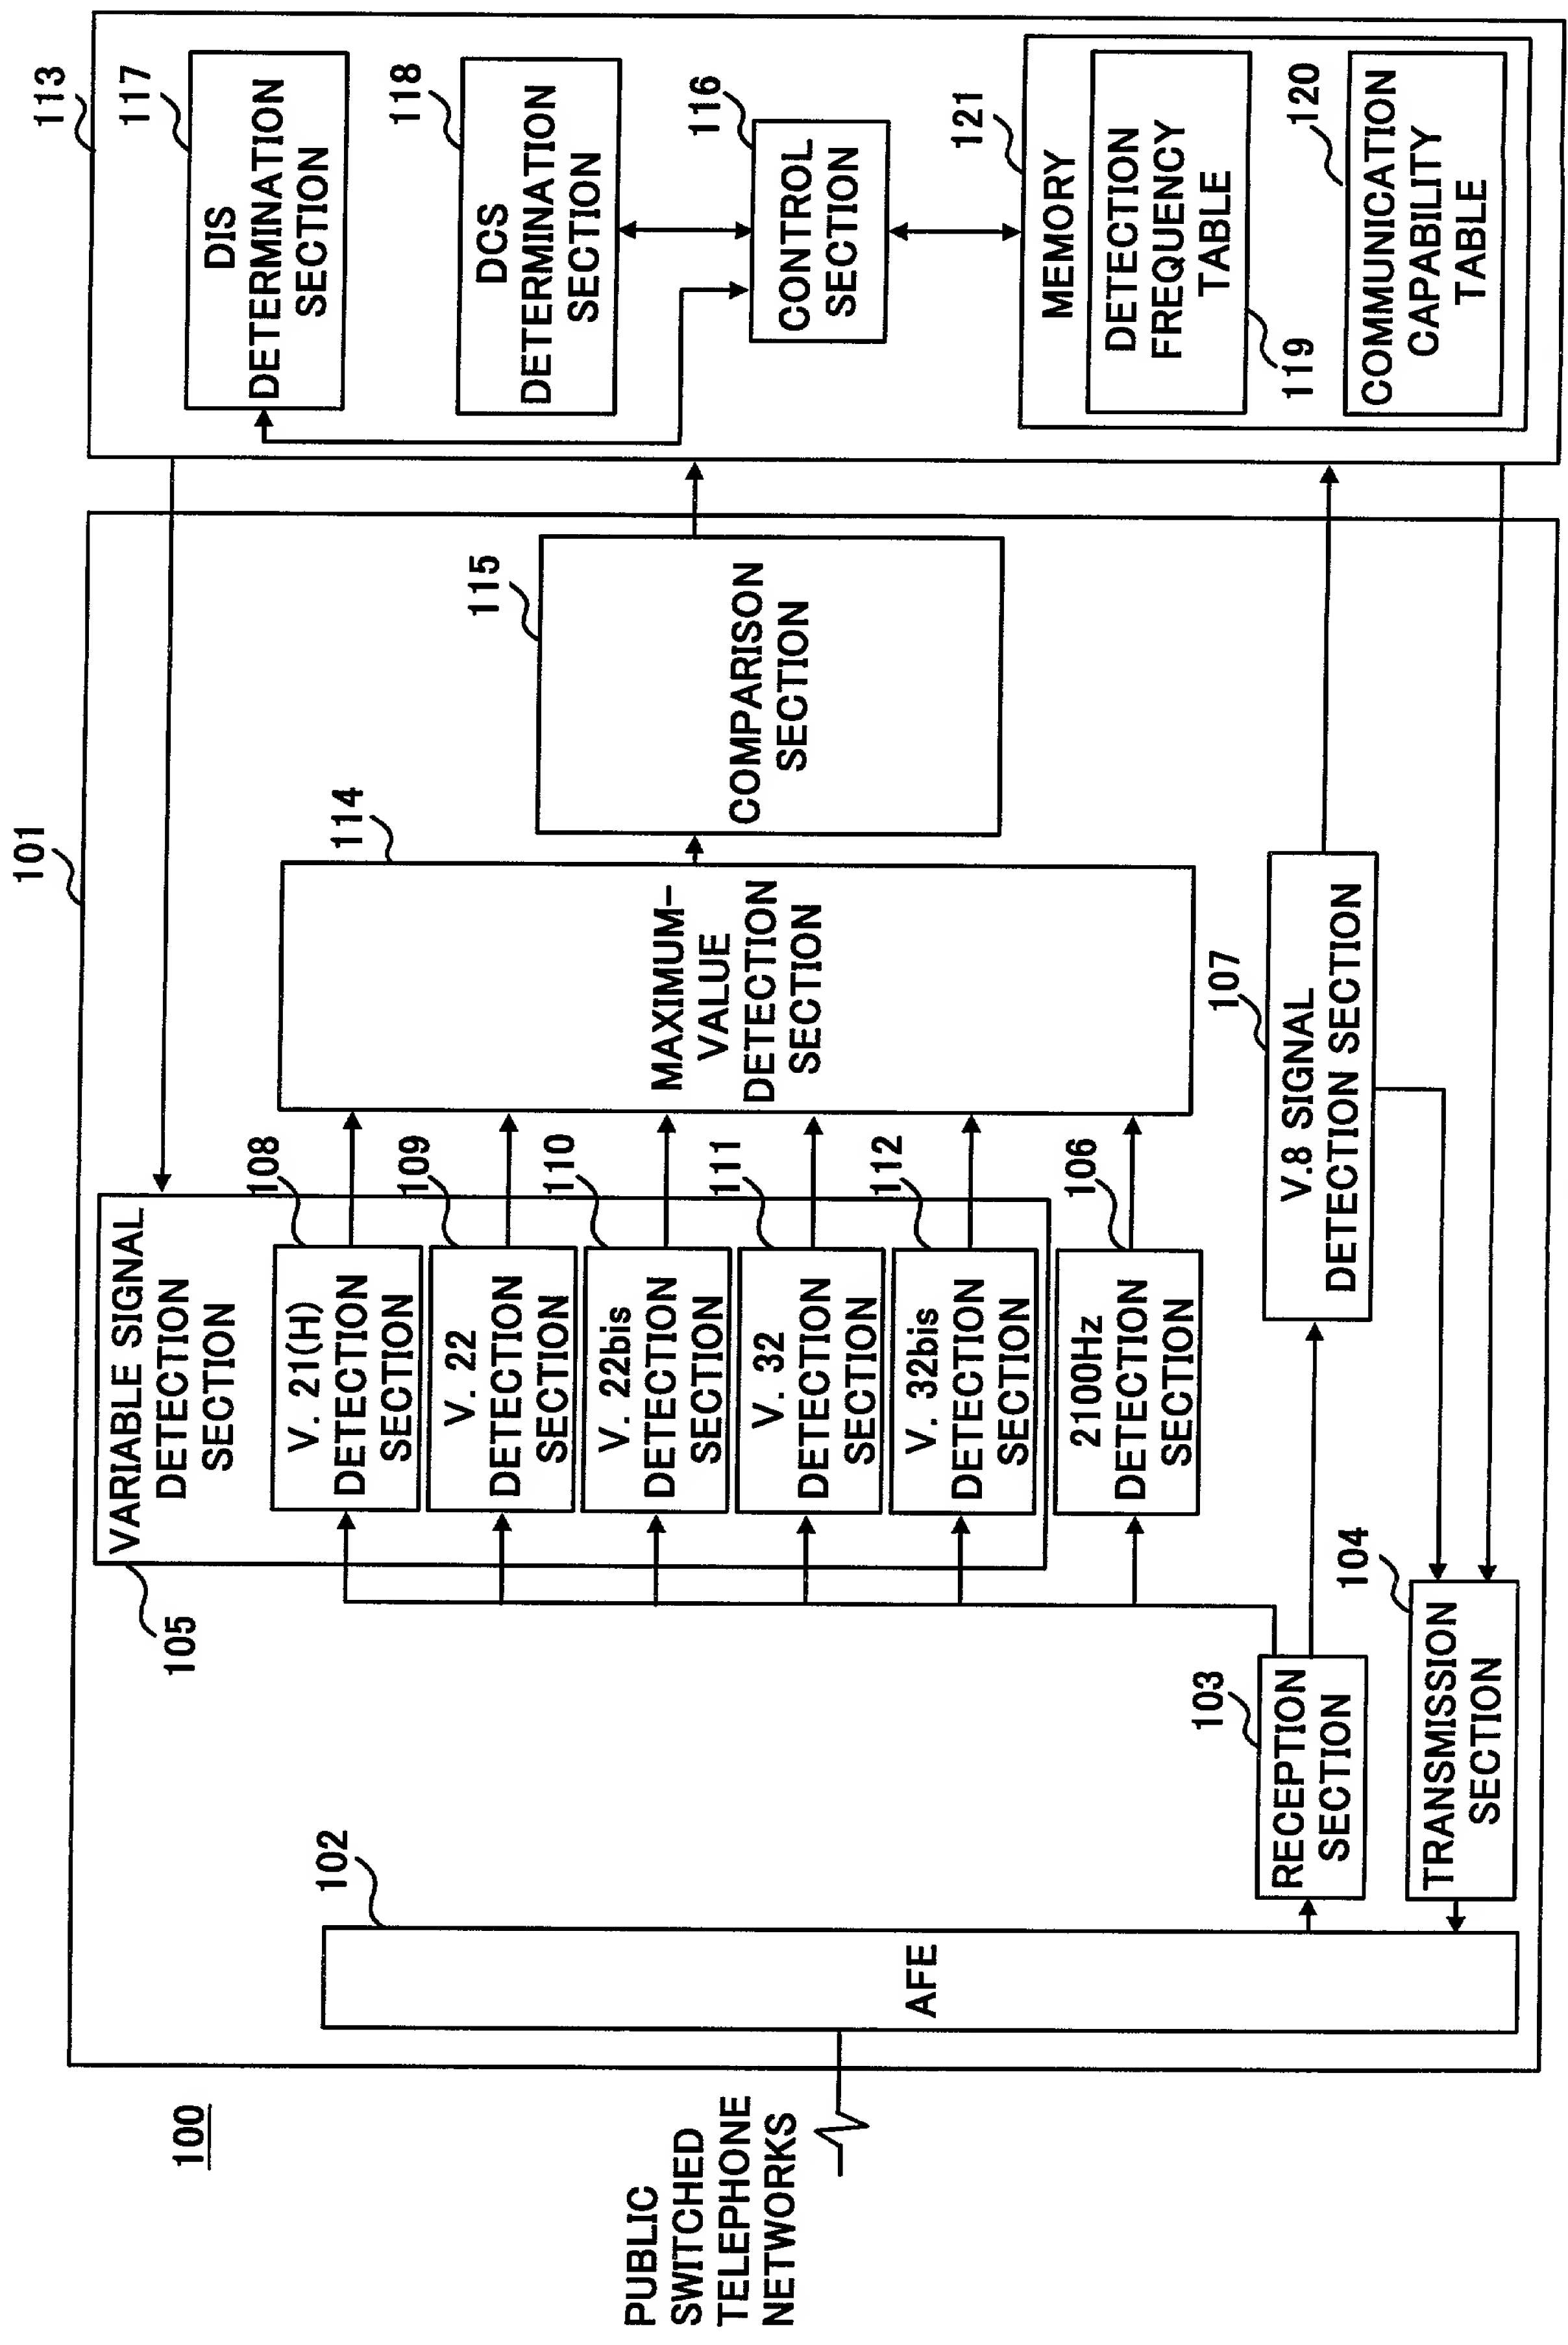 100
PUBLIC
SWITCHED
TELEPHONE
NETWORKS
101
102
AFE
103
RECEPTION
SECTION
104
TRANSMISSION
SECTION
105
VARIABLE SIGNAL
DETECTION
SECTION
108
V. 21(H)
DETECTION
SECTION
109
V. 22
DETECTION
SECTION
110
V. 22bis
DETECTION
SECTION
111
V. 32
DETECTION
SECTION
112
V. 32bis
DETECTION
SECTION
106
2100Hz
DETECTION
SECTION
107
V.8 SIGNAL
DETECTION SECTION
114
MAXIMUM-
VALUE
DETECTION
SECTION
115
COMPARISON
SECTION
113
117
DIS
DETERMINATION
SECTION
118
DCS
DETERMINATION
SECTION
116
CONTROL
SECTION
121
MEMORY
DETECTION
FREQUENCY
TABLE
119
120
COMMUNICATION
CAPABILITY
TABLE